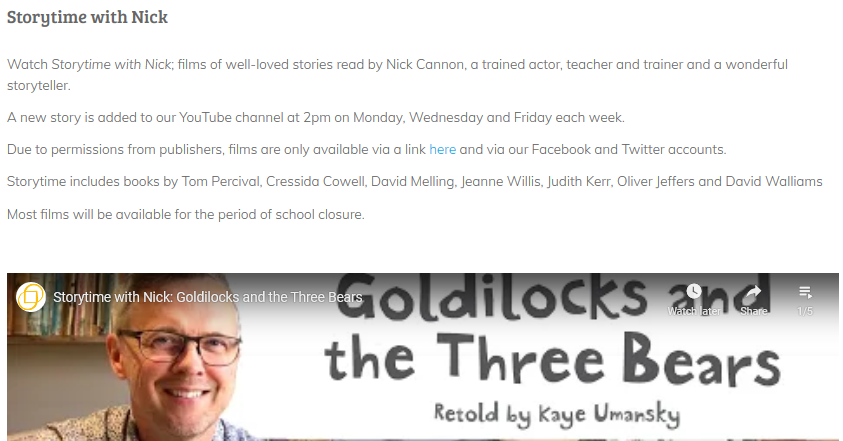 Storytime with Nick
Watch Storytime with Nick; films of well-loved stories read by Nick Cannon, a trained actor, teacher and trainer and a wonderful
storyteller.
A new story is added to our YouTube channel at 2pm on Monday, Wednesday and Friday each week.
Due to permissions from publishers, films are only available via a link here and via our Facebook and Twitter accounts.
Storytime includes books by Tom Percival, Cressida Cowell, David Melling, Jeanne Willis, Judith Kerr, Oliver Jeffers and David Walliams
Most films will be available for the period of school closure.
Storytime with Nick: Goldilocks and the Three Bears
Watch later
Share
1/5
Goldilocks and
the Three Bears
Retold by Kaye Umansky